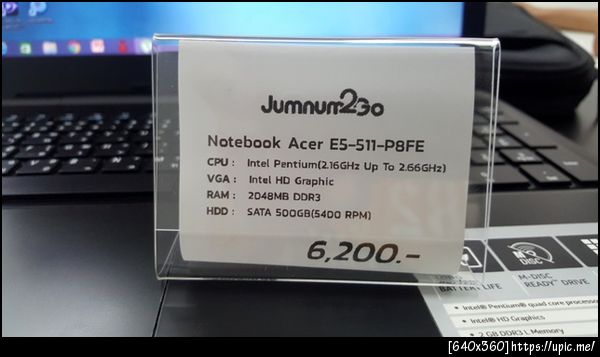 Jumnum2Go
Notebook Acer E5-511-P8FE
CPU : Intel Pentium(2.16GHz Up To 2.66GHz)
VGA : Intel HD Graphic
RAM : 2048MB DDR3
HDD : SATA 500GB(5400 RPM)
6,200.-
BATTERY LIFE
M-DISC
READY™ DRIVE
• Intel® Pentium® quad core processor
• Intel® HD Graphics
• 2 GB DDR3 L Memory
[640x360]https://upic.me/